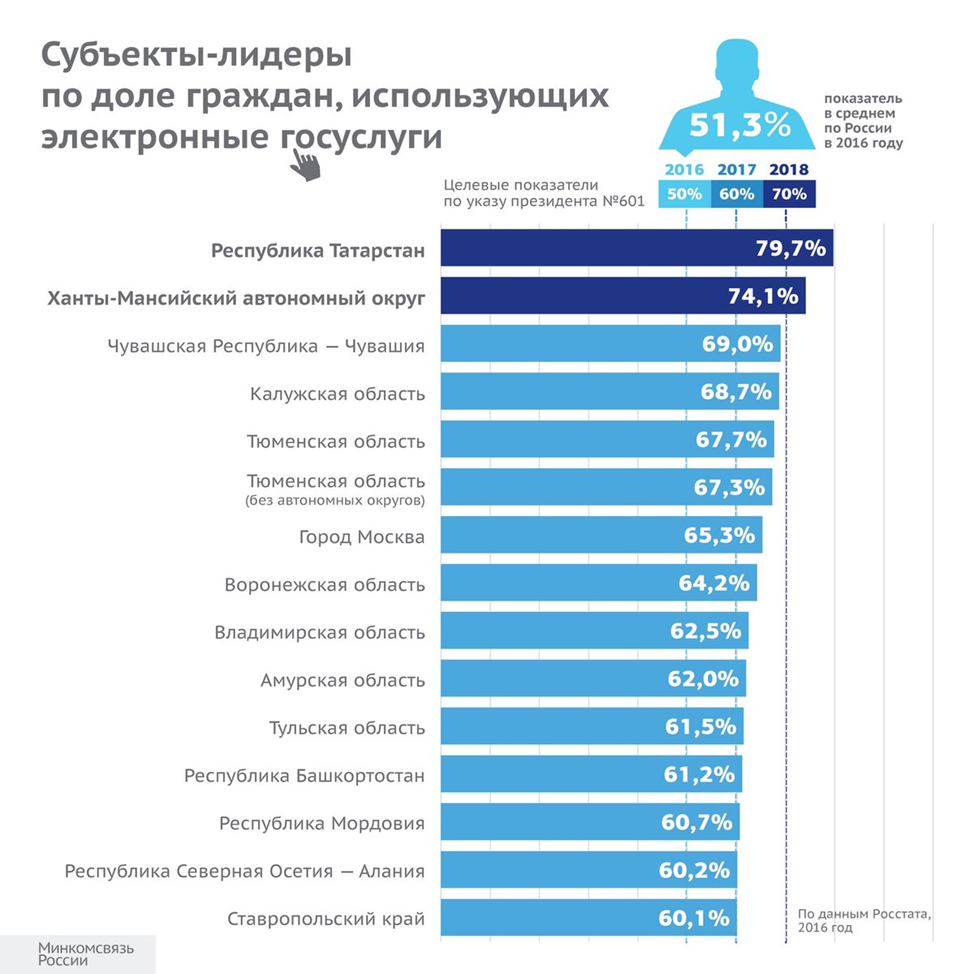 Субъекты-лидеры
по доле граждан, использующих
электронные госуслуги
51,3%
показатель
в среднем
по России
в 2016 году
Целевые показатели
по указу президента №601
2016 2017 2018
50% 60% 70%
Республика Татарстан 79,7%
Ханты-Мансийский автономный округ 74,1%
Чувашская Республика — Чувашия 69,0%
Калужская область 68,7%
Тюменская область 67,7%
Тюменская область
(без автономных округов) 67,3%
Город Москва 65,3%
Воронежская область 64,2%
Владимирская область 62,5%
Амурская область 62,0%
Тульская область 61,5%
Республика Башкортостан 61,2%
Республика Мордовия 60,7%
Республика Северная Осетия — Алания 60,2%
Ставропольский край 60,1%
По данным Росстата,
2016 год
Минкомсвязь
России